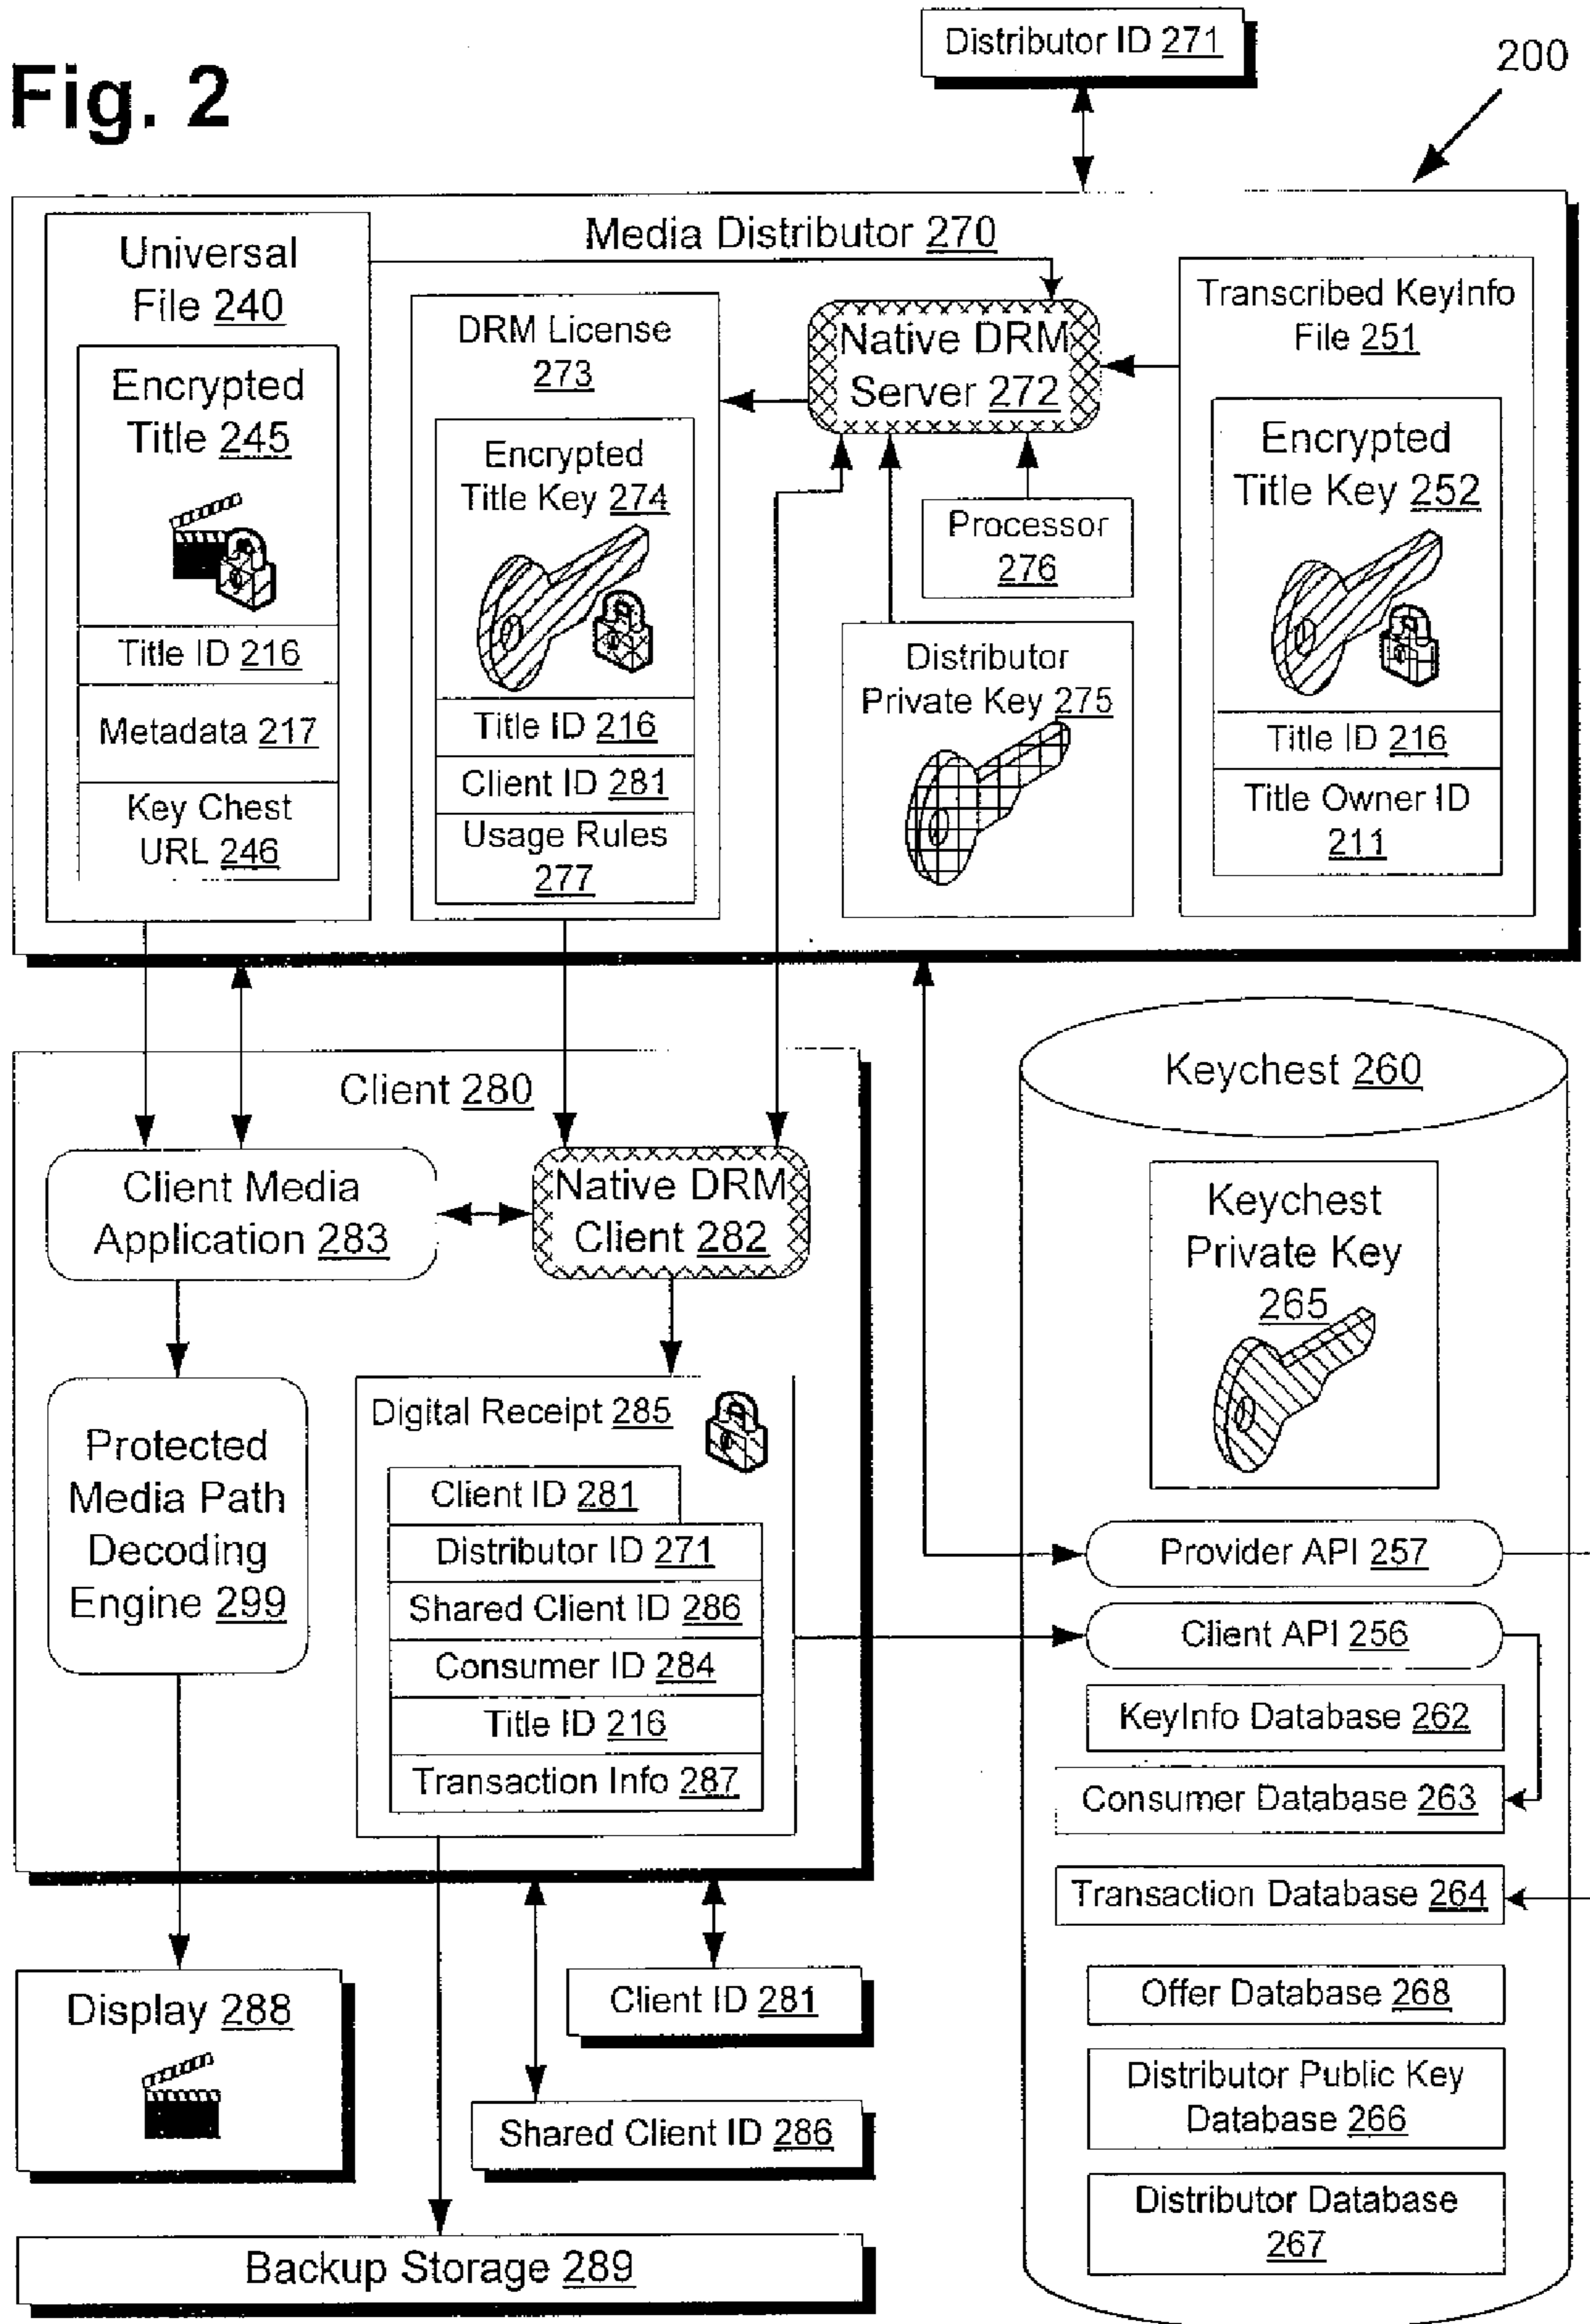 Fig. 2
Distributor ID 271
200
Media Distributor 270
Universal
File 240
Encrypted
Title 245
Title ID 216
Metadata 217
Key Chest
URL 246
DRM License
273
Encrypted
Title Key 274
Title ID 216
Client ID 281
Usage Rules
277
Native DRM
Server 272
Processor
276
Distributor
Private Key 275
Transcribed KeyInfo
File 251
Encrypted
Title Key 252
Title ID 216
Title Owner ID
211
Client 280
Client Media
Application 283
Native DRM
Client 282
Protected
Media Path
Decoding
Engine 299
Digital Receipt 285
Client ID 281
Distributor ID 271
Shared Client ID 286
Consumer ID 284
Title ID 216
Transaction Info 287
Display 288
Client ID 281
Shared Client ID 286
Backup Storage 289
Keychest 260
Keychest
Private Key
265
Provider API 257
Client API 256
KeyInfo Database 262
Consumer Database 263
Transaction Database 264
Offer Database 268
Distributor Public Key
Database 266
Distributor Database
267